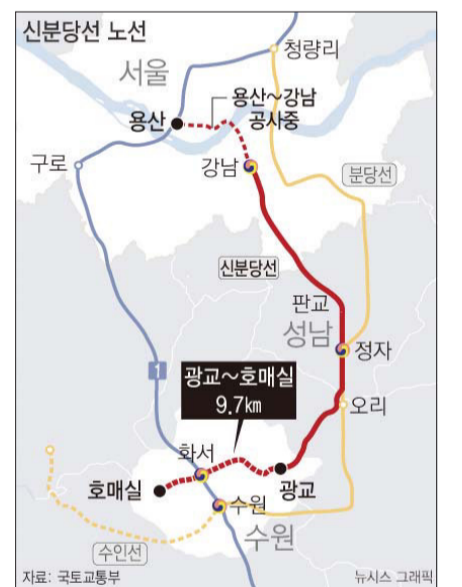 신분당선 노선
청량리
서울
용산~강남
공사중
용산
구로
강남
분당선
신분당선
판교
성남
정자
1
광교~호매실
9.7㎞
오리
화서
호매실
광교
수원
수원
수인선
자료: 국토교통부
뉴시스 그래픽